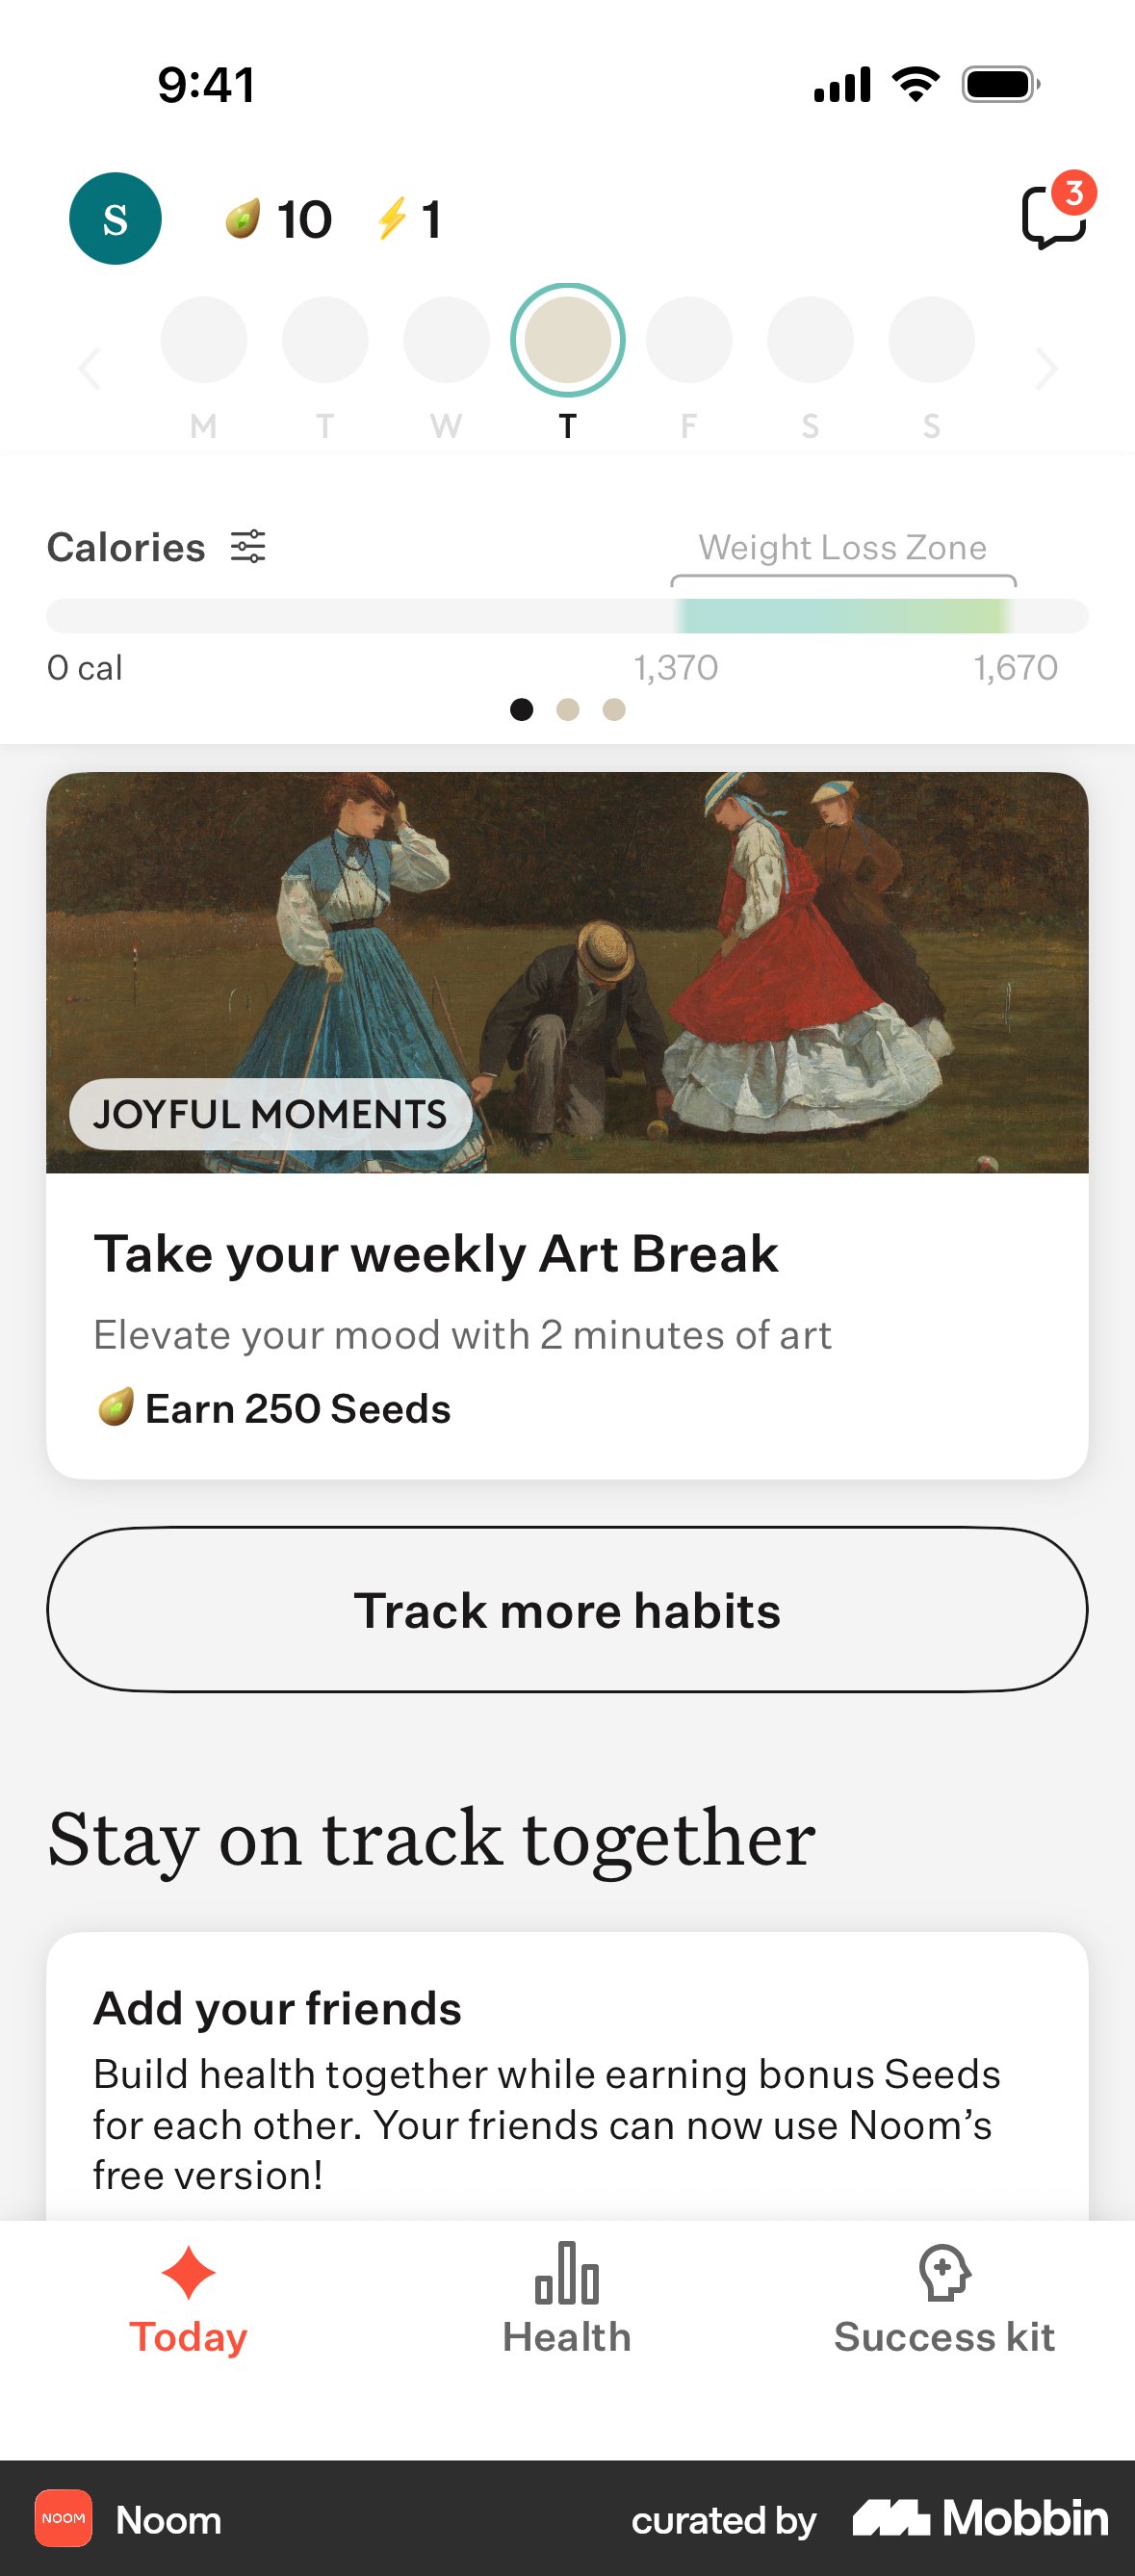 9:41
S 10 1 3
M T W T F S S
Calories Weight Loss Zone
0 cal 1,370 1,670
JOYFUL MOMENTS
Take your weekly Art Break
Elevate your mood with 2 minutes of art
Earn 250 Seeds
Track more habits
Stay on track together
Add your friends
Build health together while earning bonus Seeds
for each other. Your friends can now use Noom’s
free version!
Today Health Success kit
NOOM Noom curated by Mobbin